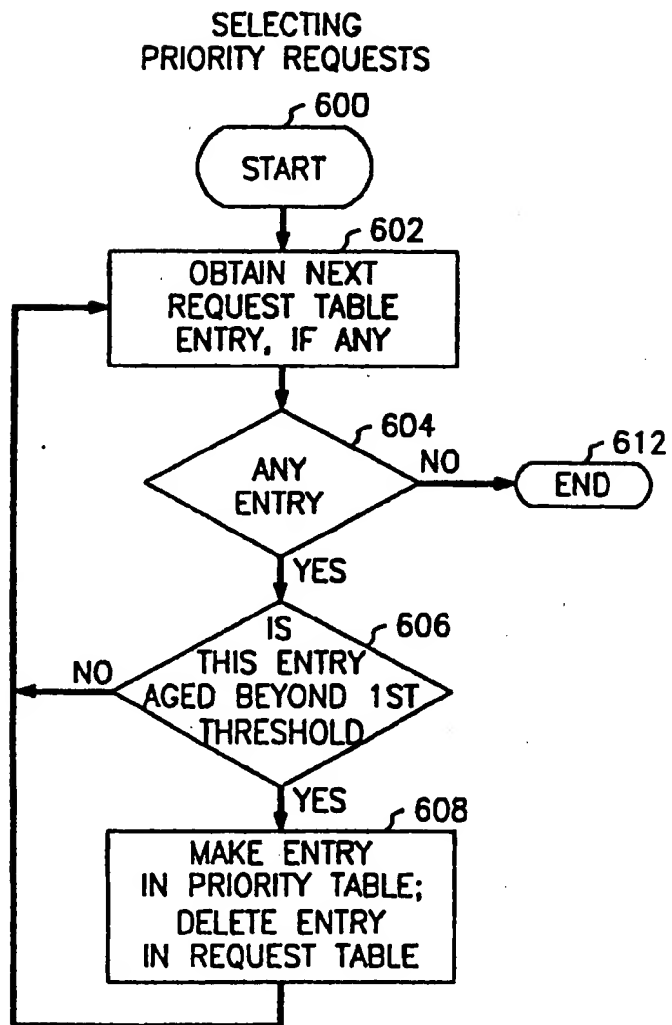 SELECTING
PRIORITY REQUESTS
600
START
602
OBTAIN NEXT
REQUEST TABLE
ENTRY, IF ANY
604
ANY
ENTRY
NO
612
END
YES
606
IS
THIS ENTRY
AGED BEYOND 1ST
THRESHOLD
NO
YES
608
MAKE ENTRY
IN PRIORITY TABLE;
DELETE ENTRY
IN REQUEST TABLE